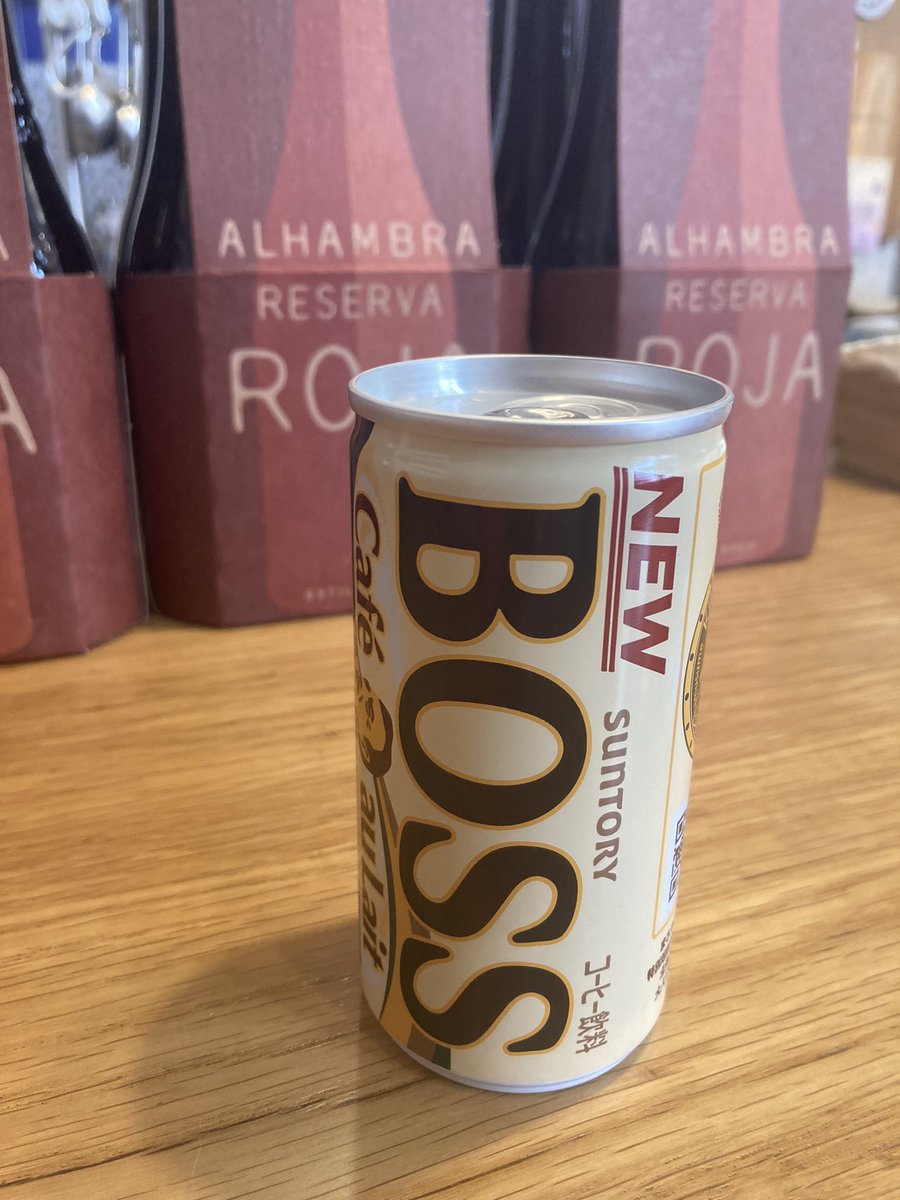 ALHAMBRA
RESERVA
ROJA
ALHAMBRA
RESERVA
ROJA
NEW
BOSS
SUNTORY
Café au lait
コーヒー飲料